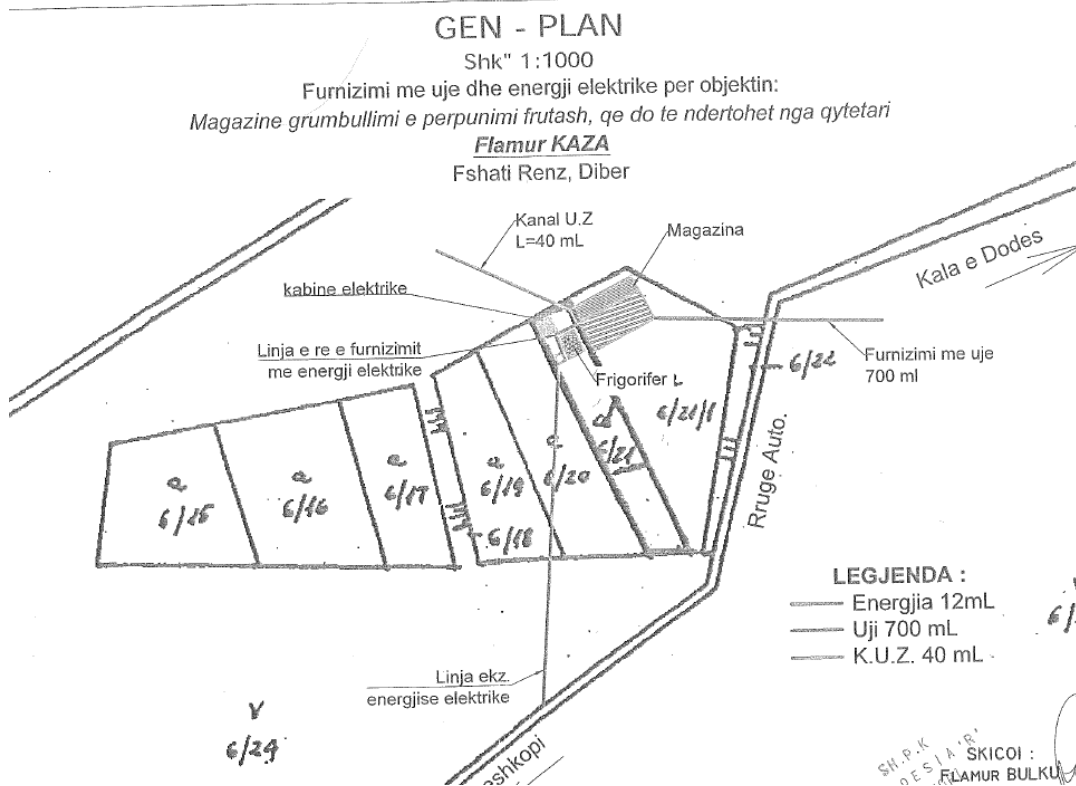 GEN - PLAN
Shk" 1:1000
Furnizimi me uje dhe energji elektrike per objektin:
Magazine grumbullimi e perpunimi frutash, qe do te ndertohet nga qytetari
Flamur KAZA
Fshati Renz, Diber
Kanal U.Z
L=40 mL
Magazina
Kala e Dodes
kabine elektrike
Linja e re e furnizimit
me energji elektrike
Frigorifer
Furnizimi me uje
700 ml
6/22
6/21/1
a
6/15
a
6/16
a
6/17
a
6/19
a
6/20
a
6/21
6/18
Rruge Auto.
LEGJENDA :
Energjia 12mL
Uji 700 mL
K.U.Z. 40 mL
Linja ekz.
energjise elektrike
v
6/24
SH.P.K
SKICOI :
FLAMUR BULKU